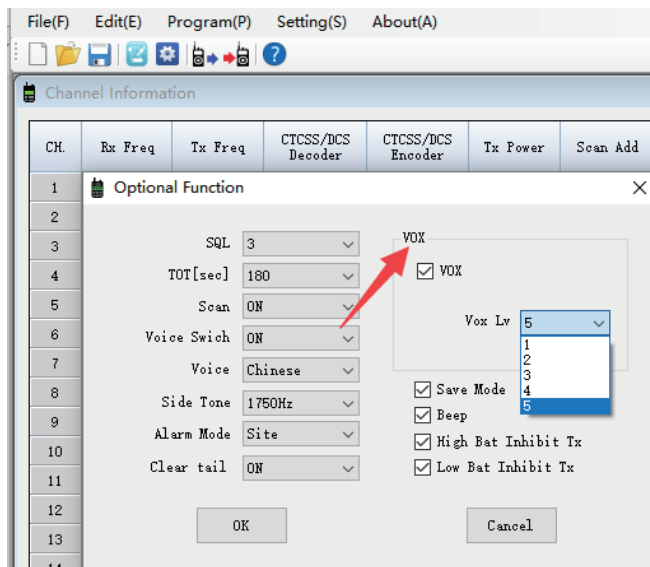 File(F) Edit(E) Program(P) Setting(S) About(A)
?
Channel Information
CH. Rx Freq Tx Freq CTCSS/DCS Decoder CTCSS/DCS Encoder Tx Power Scan Add
1
Optional Function
2
3
4
5
6
7
8
9
10
11
12
13
14
SQL 3
TOT[sec] 180
Scan ON
Voice Swich ON
Voice Chinese
Side Tone 1750Hz
Alarm Mode Site
Clear tail ON
VOX
VOX
Vox Lv 5
1
2
3
4
5
Save Mode
Beep
High Bat Inhibit Tx
Low Bat Inhibit Tx
OK Cancel